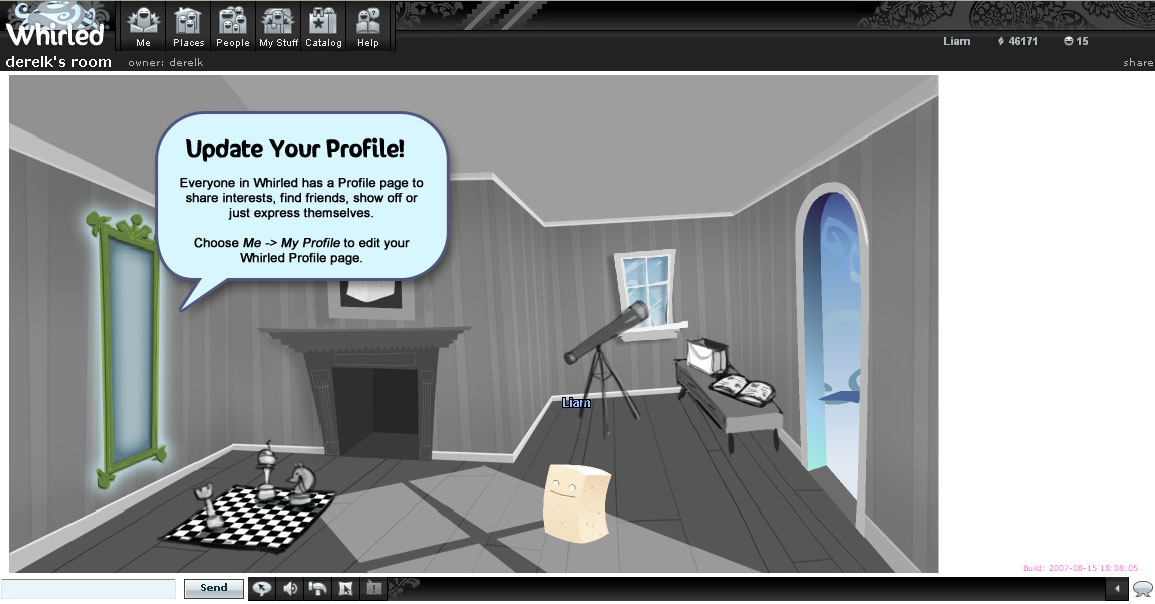 Whirled
Me Places People My Stuff Catalog Help
Liam 46171 15
derelk's room owner: derelk share
Update Your Profile!
Everyone in Whirled has a Profile page to
share interests, find friends, show off or
just express themselves.
Choose Me -> My Profile to edit your
Whirled Profile page.
Liam
Build: 2007-08-15 18:08:05
Send